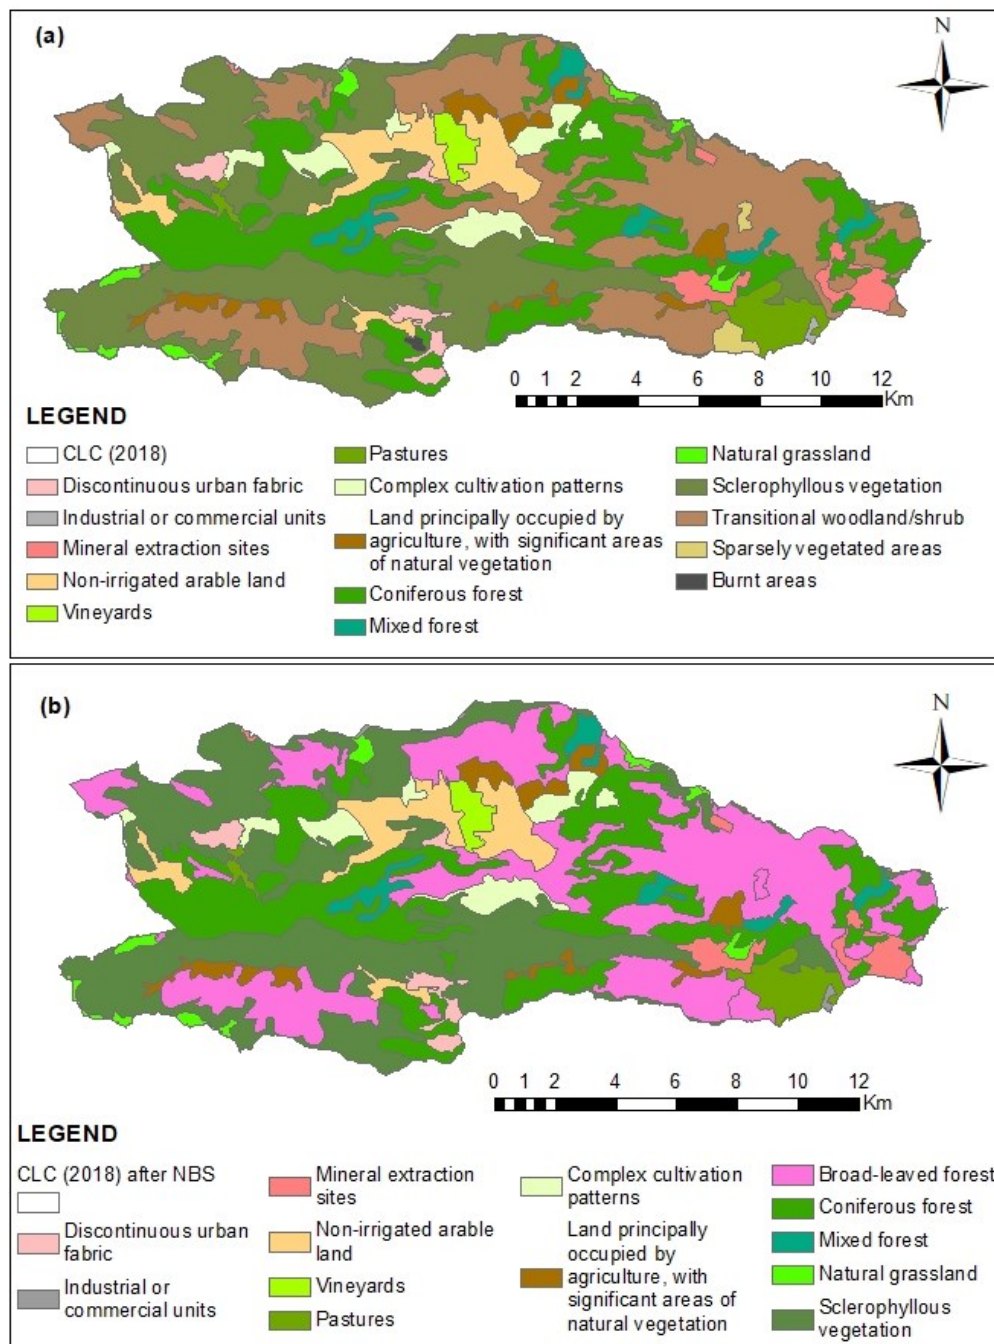 (a)
N
0 1 2 4 6 8 10 12
Km
LEGEND
CLC (2018)
Discontinuous urban fabric
Industrial or commercial units
Mineral extraction sites
Non-irrigated arable land
Vineyards
Pastures
Complex cultivation patterns
Land principally occupied by
agriculture, with significant areas
of natural vegetation
Coniferous forest
Mixed forest
Natural grassland
Sclerophyllous vegetation
Transitional woodland/shrub
Sparsely vegetated areas
Burnt areas
(b)
N
0 1 2 4 6 8 10 12
Km
LEGEND
CLC (2018) after NBS
Discontinuous urban
fabric
Industrial or
commercial units
Mineral extraction
sites
Non-irrigated arable
land
Vineyards
Pastures
Complex cultivation
patterns
Land principally
occupied by
agriculture, with
significant areas of
natural vegetation
Broad-leaved forest
Coniferous forest
Mixed forest
Natural grassland
Sclerophyllous
vegetation